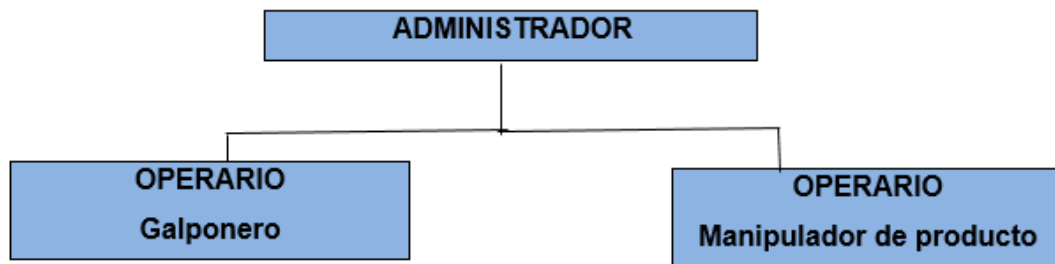 ADMINISTRADOR
OPERARIO
Galponero
OPERARIO
Manipulador de producto